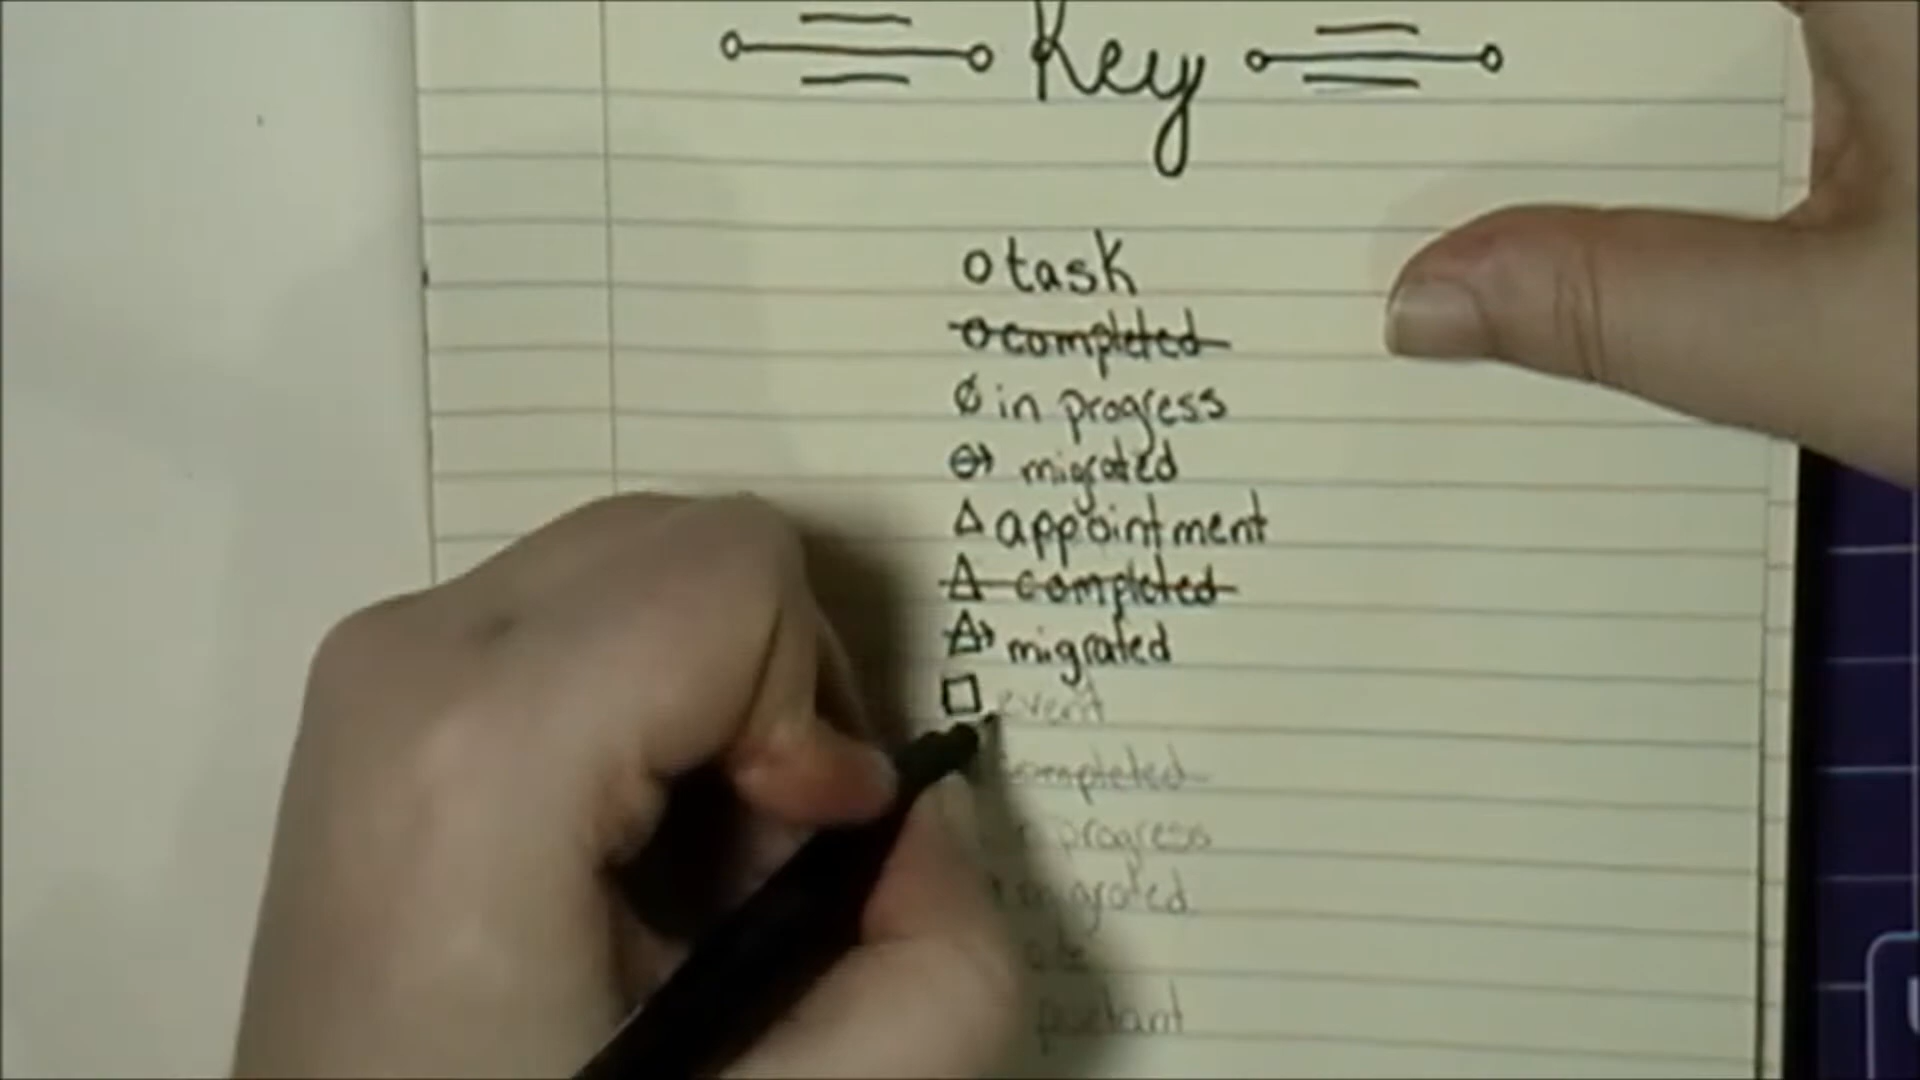 Key
o task
o completed
ø in progress
⊖> migrated
△ appointment
△ completed
△> migrated
□ event
completed
progress
migrated